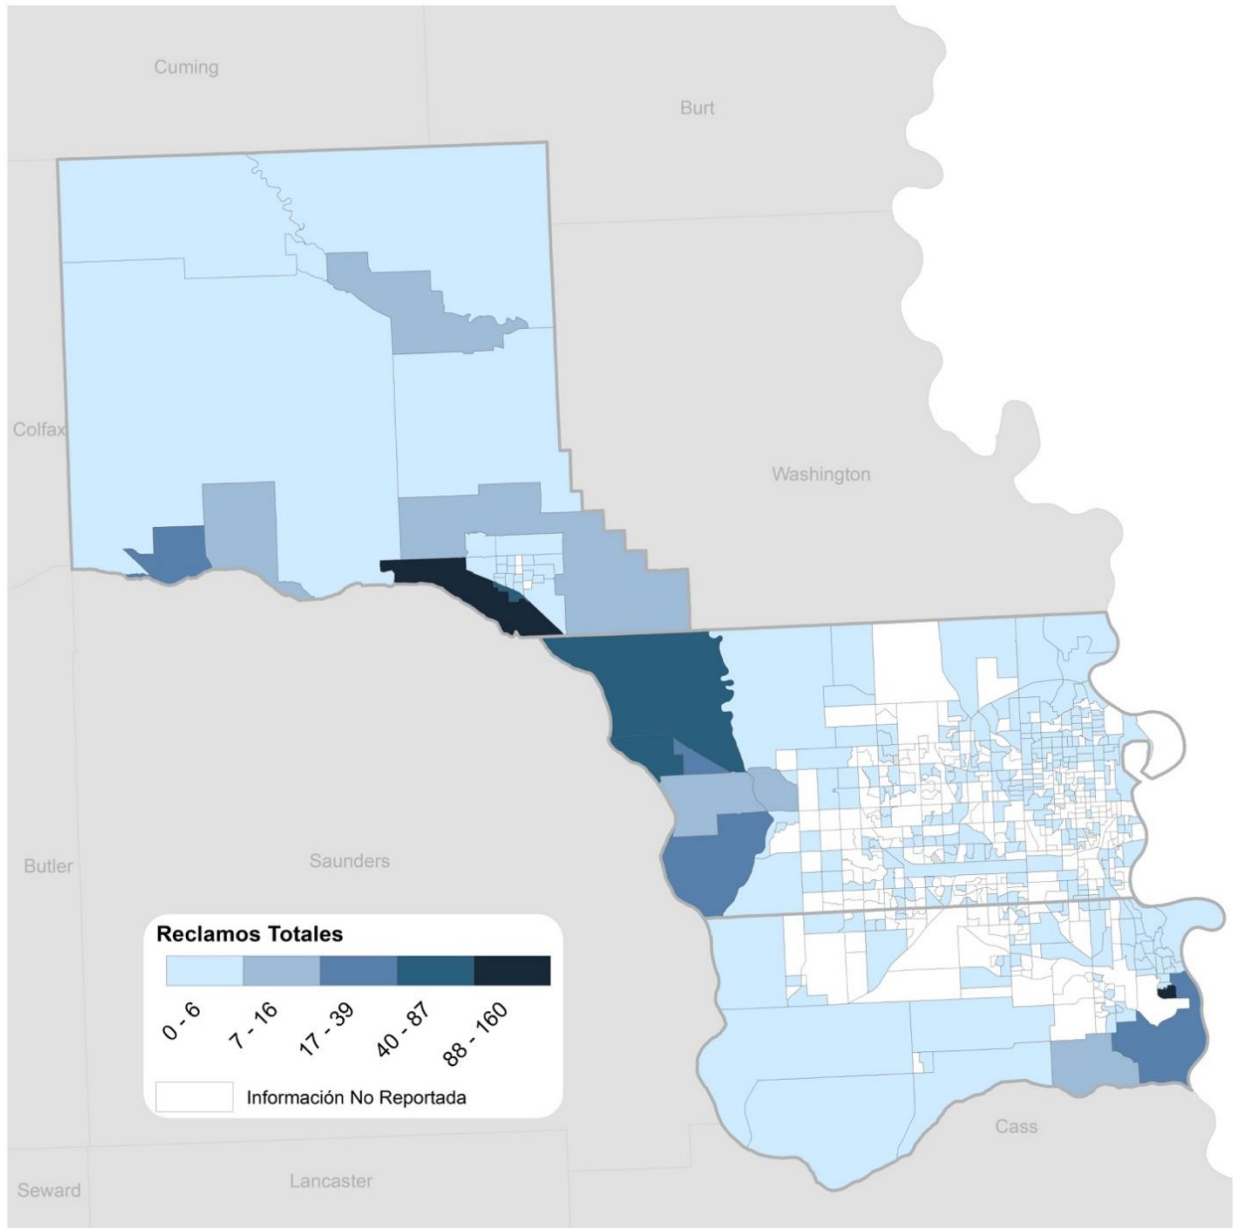 Cuming
Burt
Colfax
Washington
Butler
Saunders
Reclamos Totales
0 - 6
7 - 16
17 - 39
40 - 87
88 - 160
Información No Reportada
Cass
Seward
Lancaster